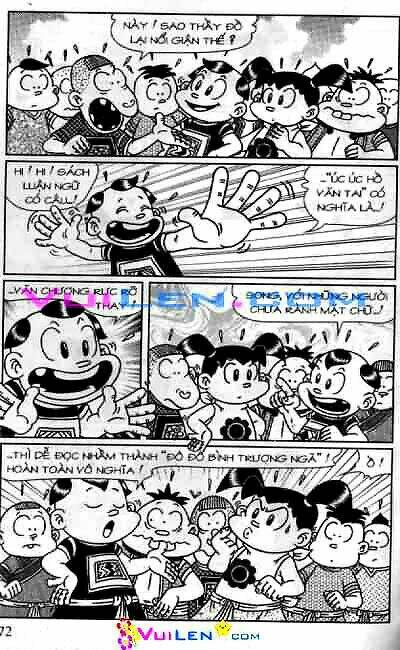 NÀY! SAO THẦY ĐỒ
LẠI NỔI GIẬN THẾ?
HI! HI! SÁCH
LUẬN NGỮ
CÓ CÂU...!
..."ÚC ÚC HỒ
VĂN TAI" CÓ
NGHĨA LÀ...!
...VĂN CHƯƠNG RỰC RỠ
THAY!
SONG, VỚI NHỮNG NGƯỜI
CHƯA RÀNH MẶT CHỮ...!
VUILEN.COM
...THÌ DỄ ĐỌC NHẦM THÀNH "ĐÔ ĐÔ BÌNH TRƯỢNG NGÃ"!
HOÀN TOÀN VÔ NGHĨA!
Ồ!
72
VUILEN.COM